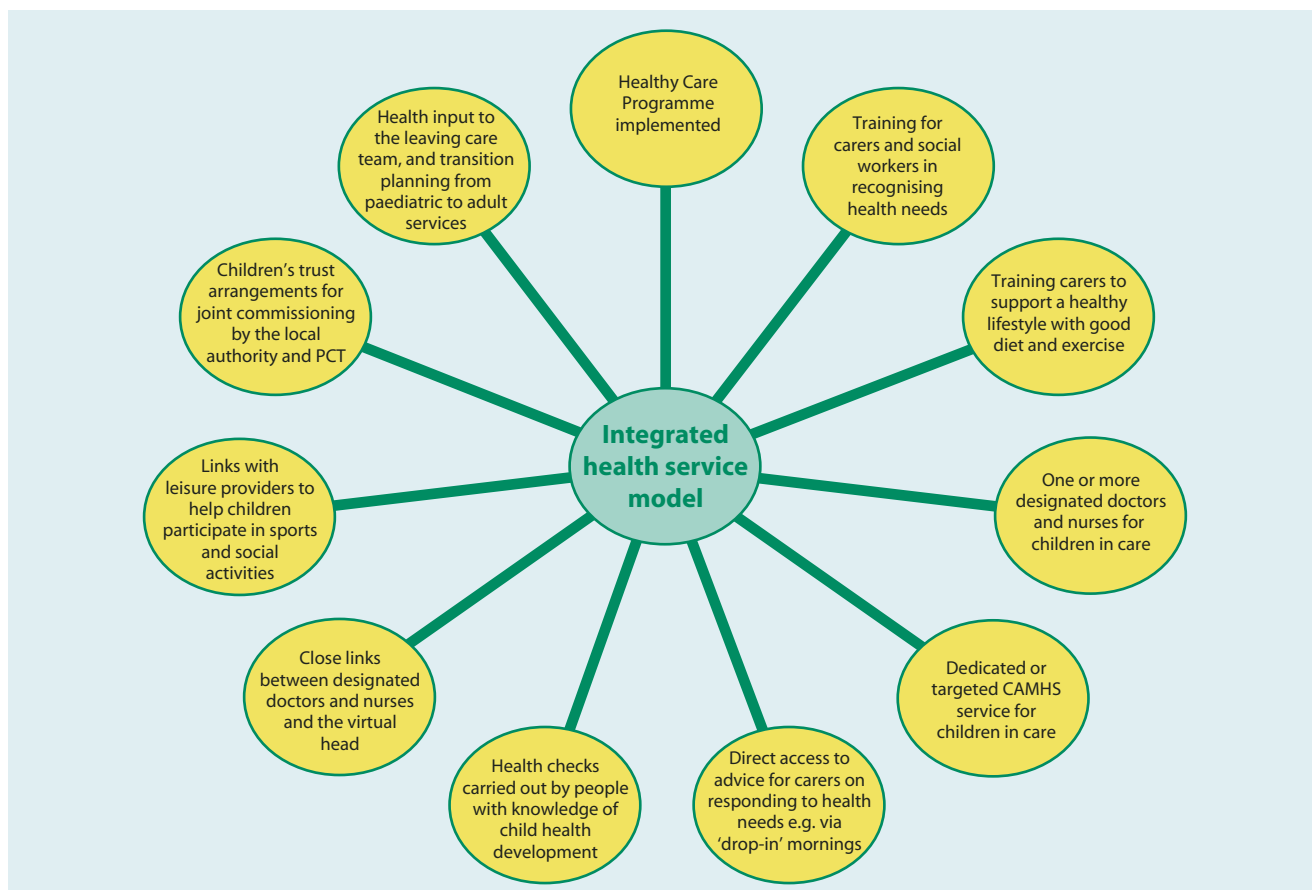 Healthy Care
Programme
implemented
Training for
carers and social
workers in
recognising
health needs
Training carers to
support a healthy
lifestyle with good
diet and exercise
One or more
designated doctors
and nurses for
children in care
Dedicated or
targeted CAMHS
service for
children in care
Direct access to
advice for carers on
responding to health
needs e.g. via
‘drop-in’ mornings
Health checks
carried out by people
with knowledge of
child health
development
Close links
between designated
doctors and nurses
and the virtual
head
Links with
leisure providers to
help children
participate in sports
and social
activities
Children’s trust
arrangements for
joint commissioning
by the local
authority and PCT
Health input to
the leaving care
team, and transition
planning from
paediatric to adult
services
Integrated
health service
model